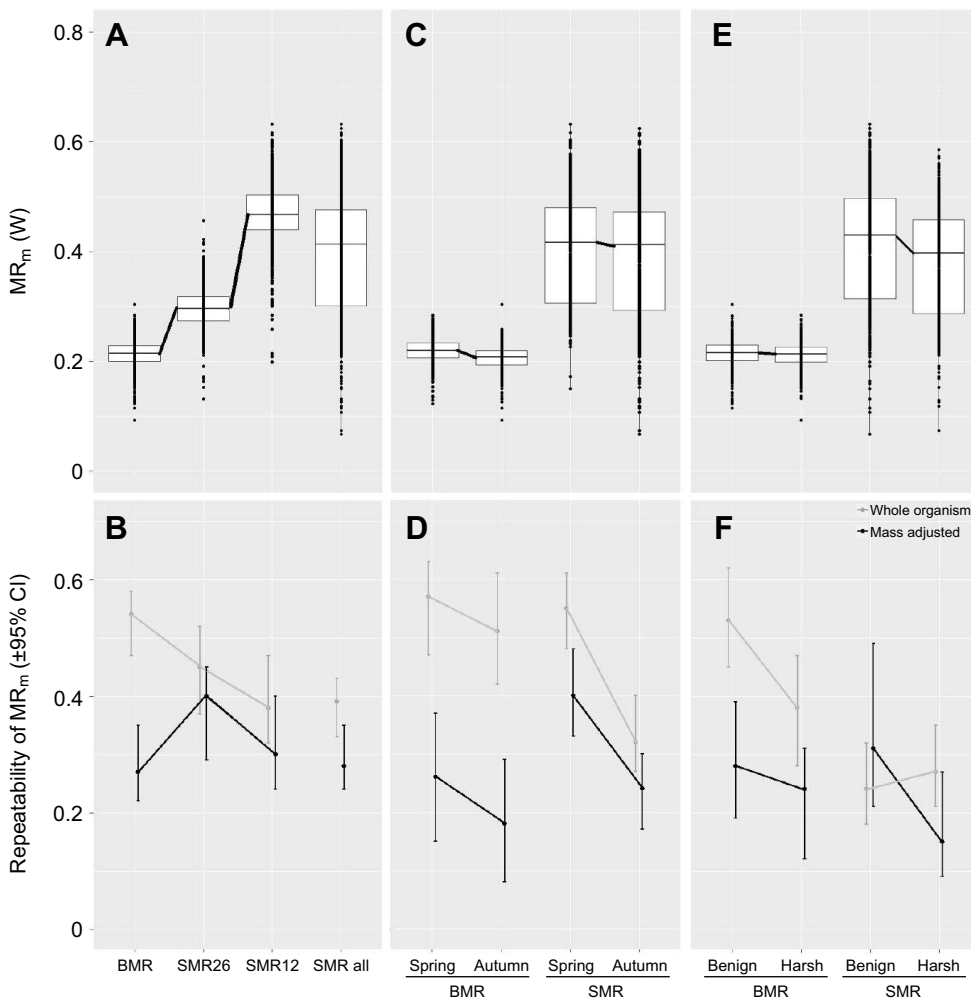 A
C
E
0.8
0.6
0.4
0.2
0
MRm (W)
B
D
F
Whole organism
Mass adjusted
0.6
0.4
0.2
0
Repeatability of MRm (±95% CI)
BMR SMR26 SMR12 SMR all
Spring Autumn Spring Autumn
BMR SMR
Benign Harsh Benign Harsh
BMR SMR